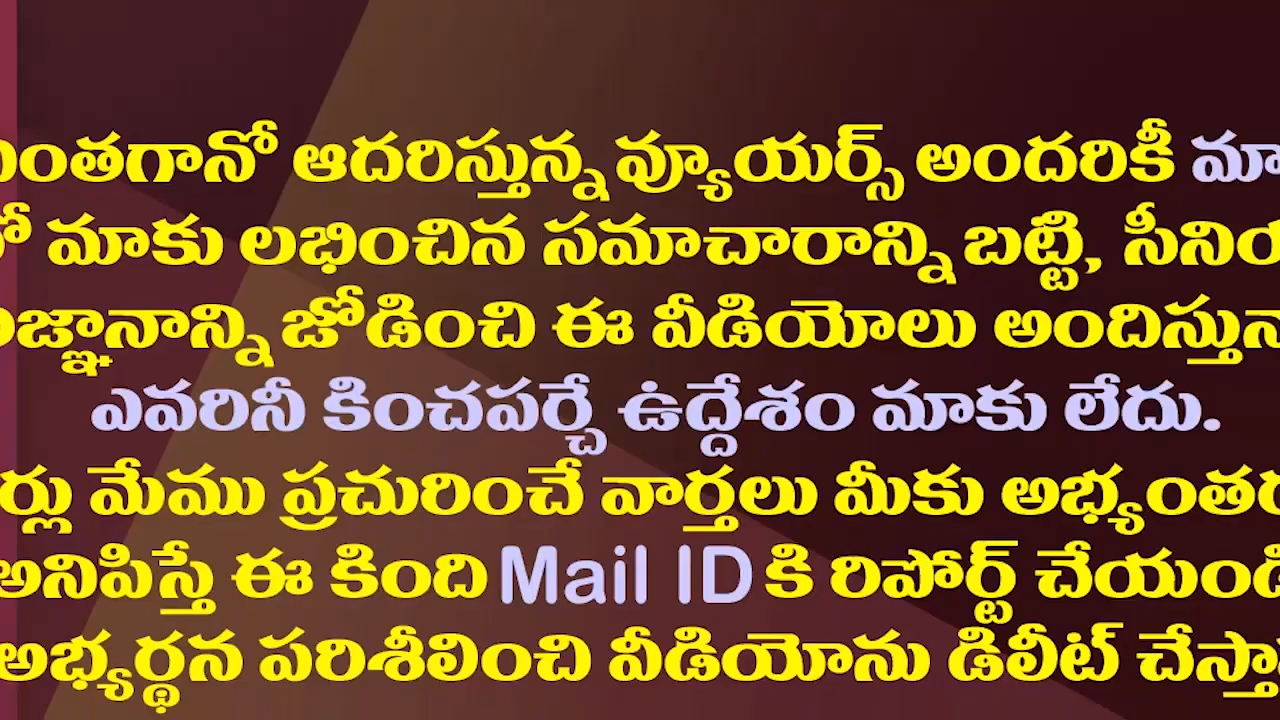 ఎంతగానో ఆదరిస్తున్న వ్యూయర్స్ అందరికీ మా
మాకు లభించిన సమాచారాన్ని బట్టి, సీనియ
జ్ఞానాన్ని జోడించి ఈ వీడియోలు అందిస్తున
ఎవరినీ కించపర్చే ఉద్దేశం మాకు లేదు.
ర్లు మేము ప్రచురించే వార్తలు మీకు అభ్యంతర
అనిపిస్తే ఈ కింది Mail ID కి రిపోర్ట్ చేయండి
అభ్యర్థన పరిశీలించి వీడియోను డిలీట్ చేస్తా